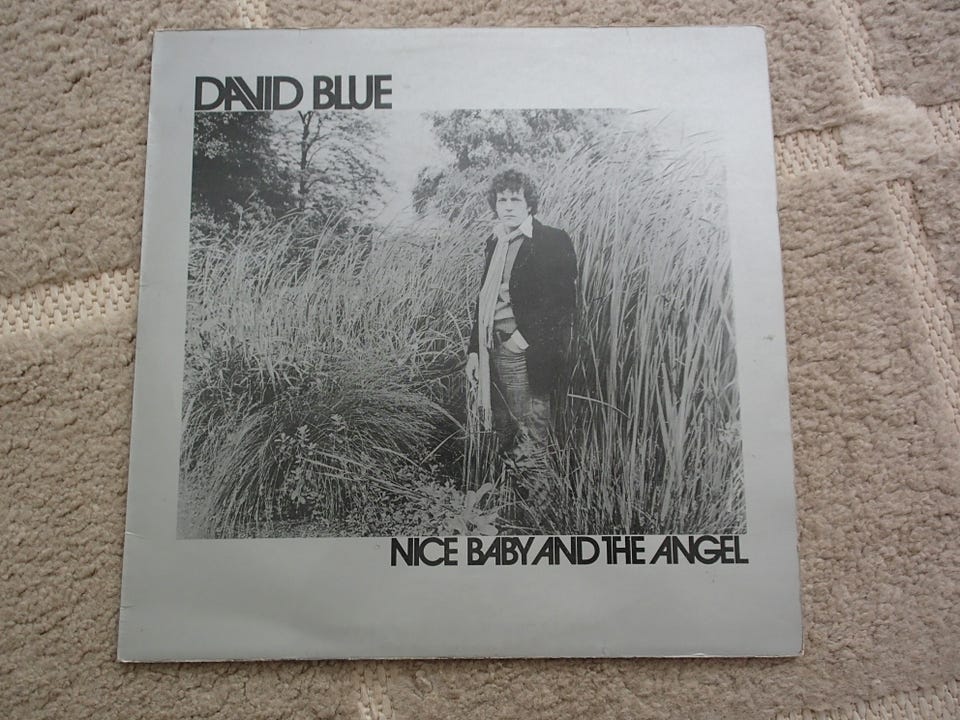 DAVID BLUE
NICE BABY AND THE ANGEL